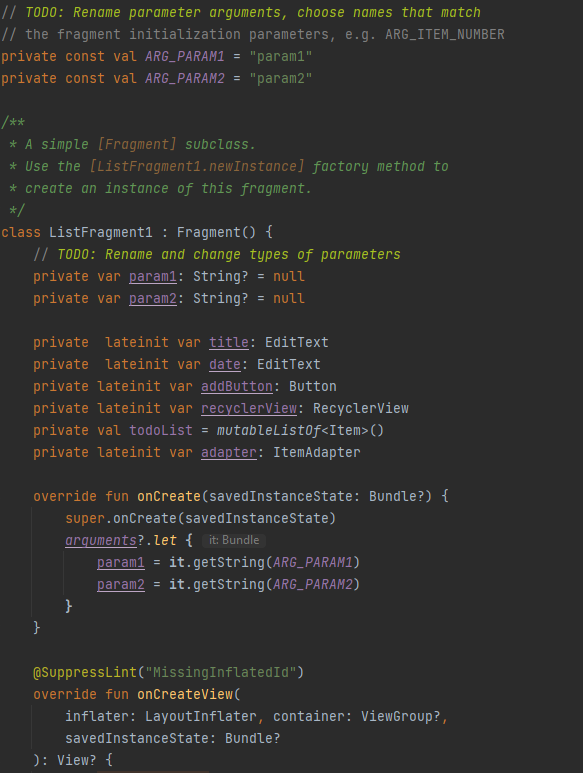 // TODO: Rename parameter arguments, choose names that match
// the fragment initialization parameters, e.g. ARG_ITEM_NUMBER
private const val ARG_PARAM1 = "param1"
private const val ARG_PARAM2 = "param2"

/**
 * A simple [Fragment] subclass.
 * Use the [ListFragment1.newInstance] factory method to
 * create an instance of this fragment.
 */
class ListFragment1 : Fragment() {
    // TODO: Rename and change types of parameters
    private var param1: String? = null
    private var param2: String? = null

    private  lateinit var title: EditText
    private  lateinit var date: EditText
    private lateinit var addButton: Button
    private lateinit var recyclerView: RecyclerView
    private val todoList = mutableListOf<Item>()
    private lateinit var adapter: ItemAdapter

    override fun onCreate(savedInstanceState: Bundle?) {
        super.onCreate(savedInstanceState)
        arguments?.let { it: Bundle
            param1 = it.getString(ARG_PARAM1)
            param2 = it.getString(ARG_PARAM2)
        }
    }

    @SuppressLint("MissingInflatedId")
    override fun onCreateView(
        inflater: LayoutInflater, container: ViewGroup?,
        savedInstanceState: Bundle?
    ): View? {